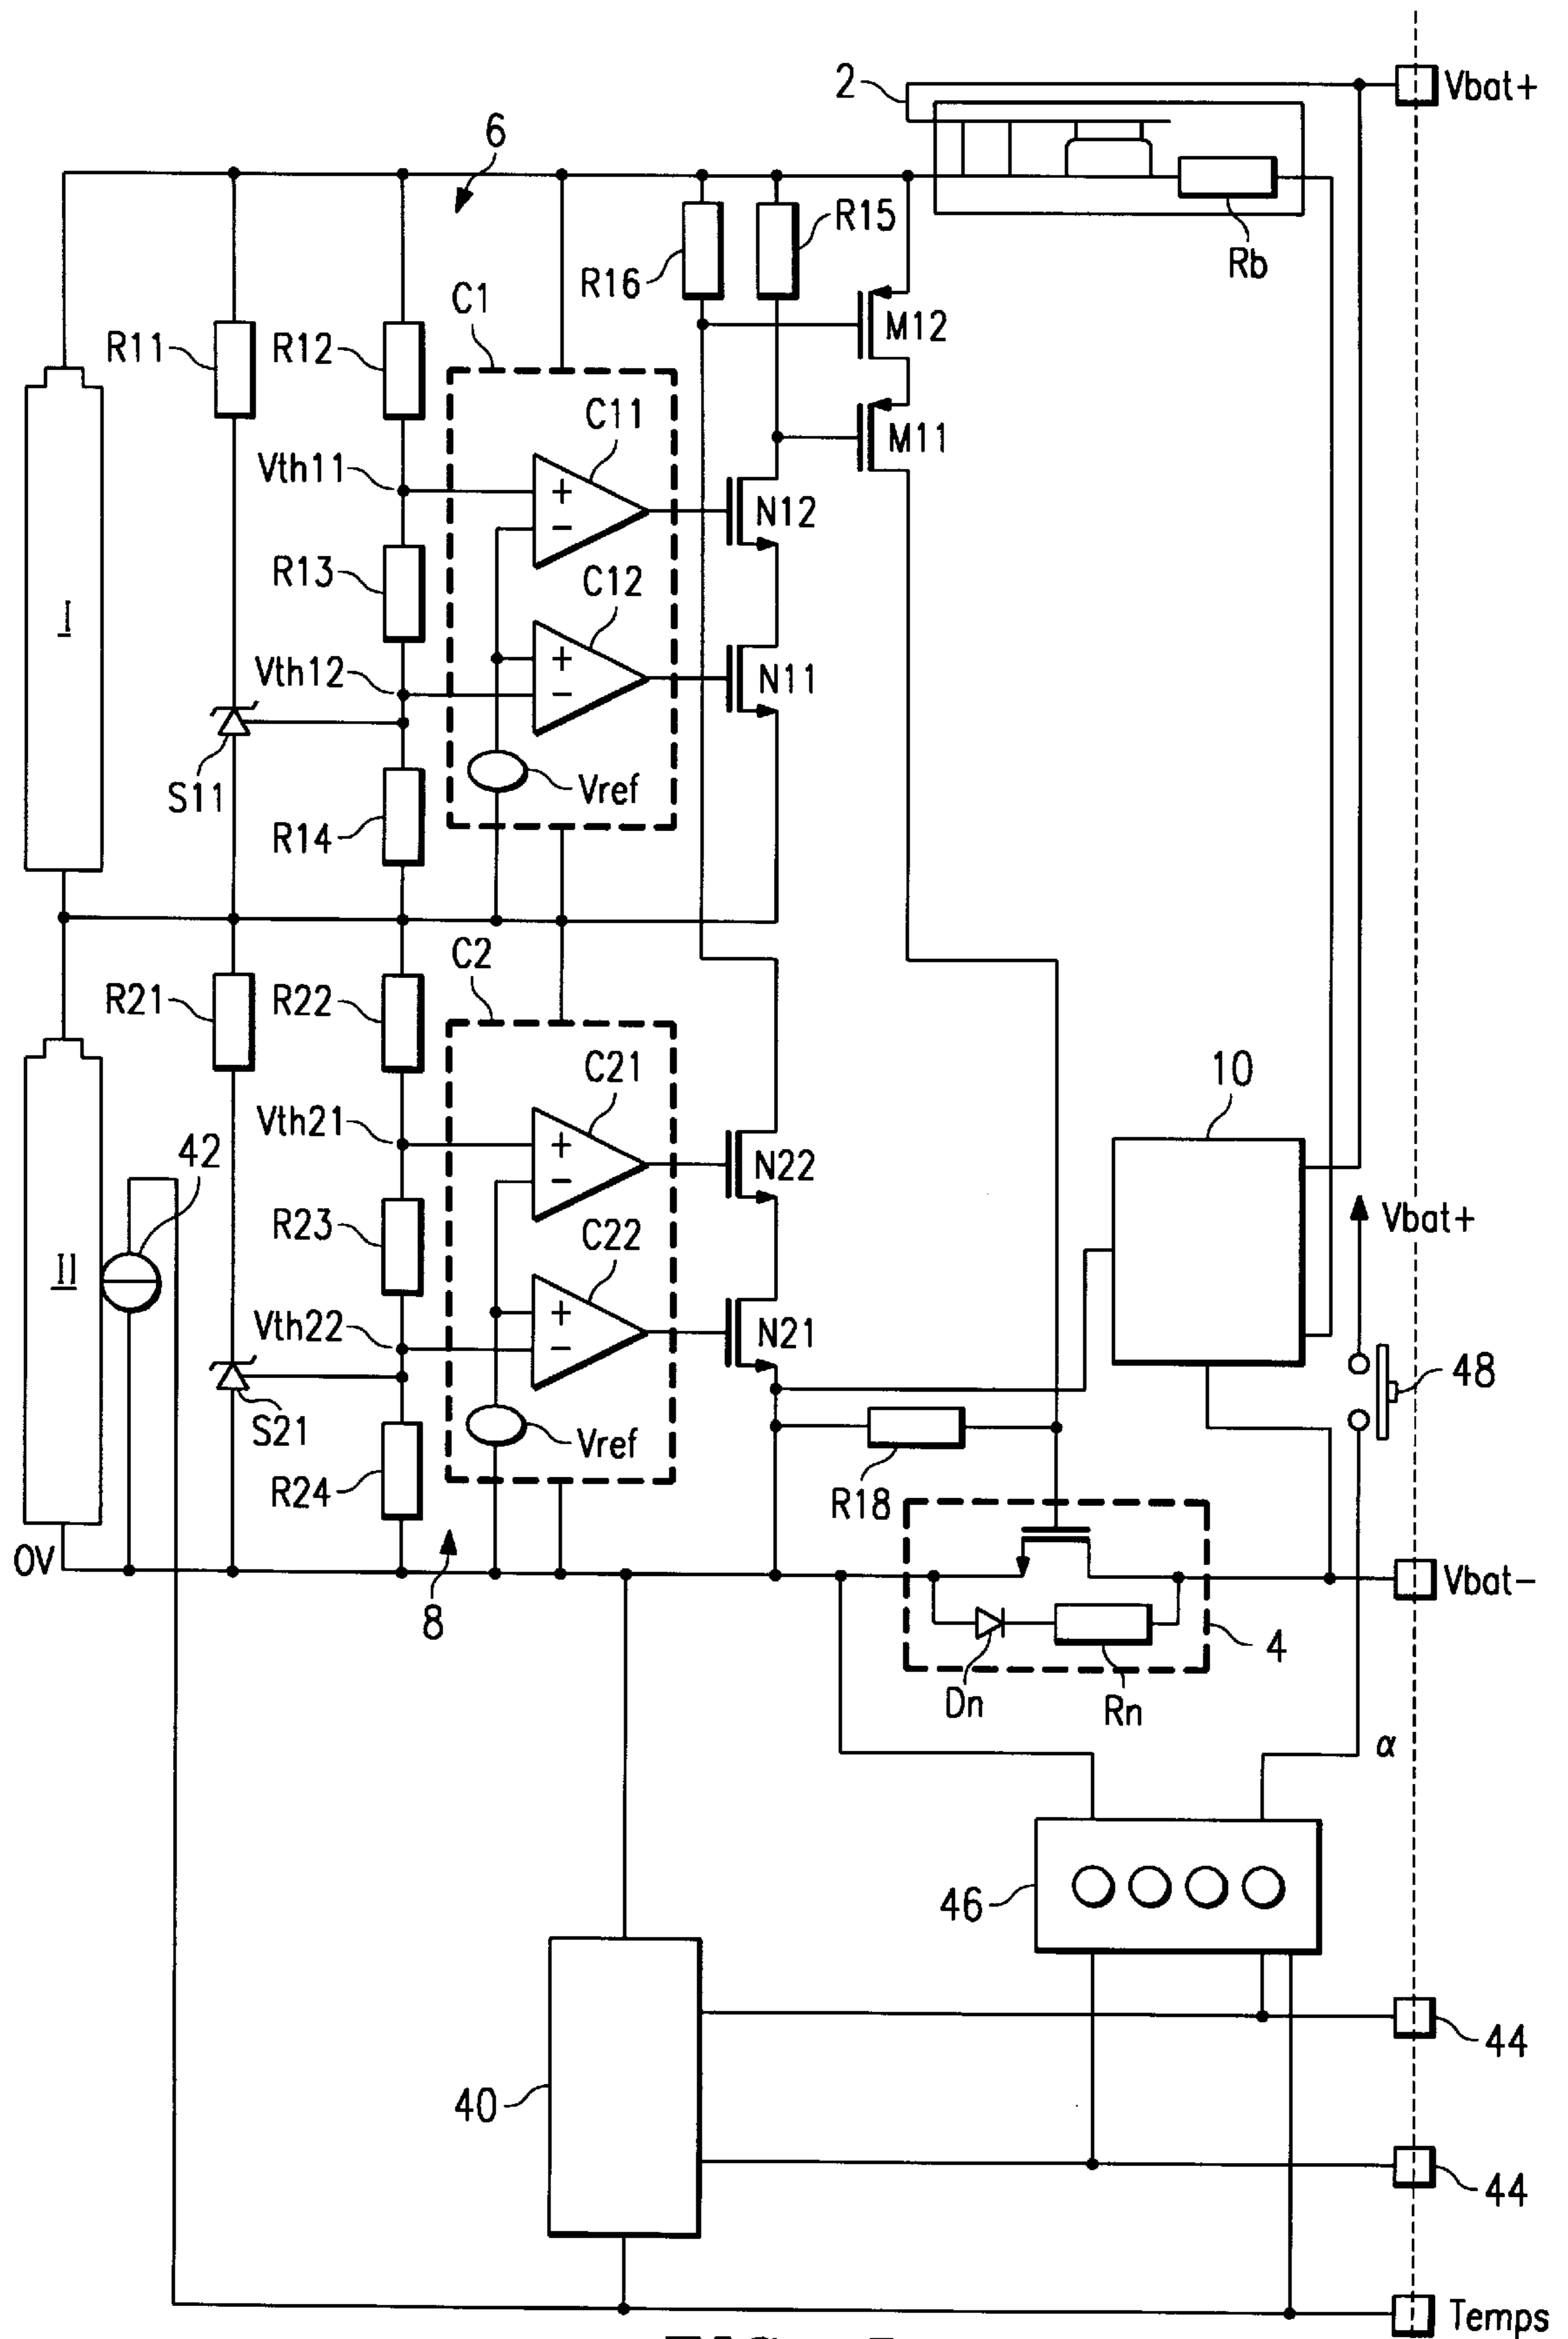 2
Vbat+
6
R15
R16
Rb
C1
M12
R11
R12
C11
M11
Vth11
+
−
N12
R13
C12
I
Vth12
+
−
N11
S11
Vref
R14
C2
R21
R22
C21
10
Vth21
+
−
N22
42
Vbat+
R23
C22
II
Vth22
+
−
N21
48
S21
Vref
R24
R18
0V
8
Vbat−
4
Dn
Rn
α
46
44
40
44
Temps